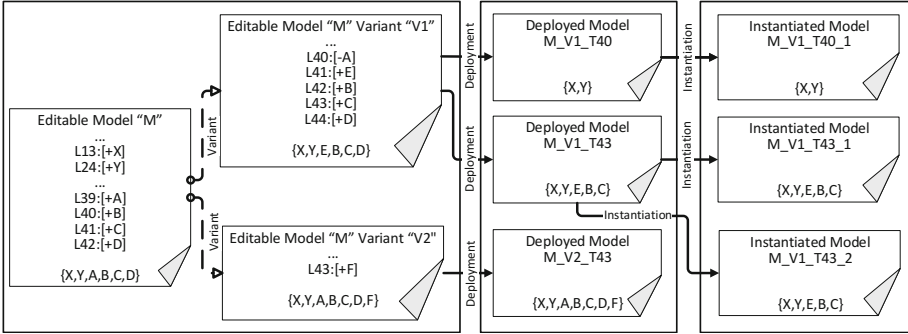 Editable Model “M”
...
L13:[+X]
L24:[+Y]
...
L39:[+A]
L40:[+B]
L41:[+C]
L42:[+D]
{X,Y,A,B,C,D}
Variant
Variant
Editable Model “M” Variant “V1”
...
L40:[-A]
L41:[+E]
L42:[+B]
L43:[+C]
L44:[+D]
{X,Y,E,B,C,D}
Editable Model “M” Variant “V2"
...
L43:[+F]
{X,Y,A,B,C,D,F}
Deployment
Deployment
Deployment
Deployed Model
M_V1_T40
{X,Y}
Deployed Model
M_V1_T43
{X,Y,E,B,C}
Deployed Model
M_V2_T43
{X,Y,A,B,C,D,F}
Instantiation
Instantiation
Instantiation
Instantiated Model
M_V1_T40_1
{X,Y}
Instantiated Model
M_V1_T43_1
{X,Y,E,B,C}
Instantiated Model
M_V1_T43_2
{X,Y,E,B,C}